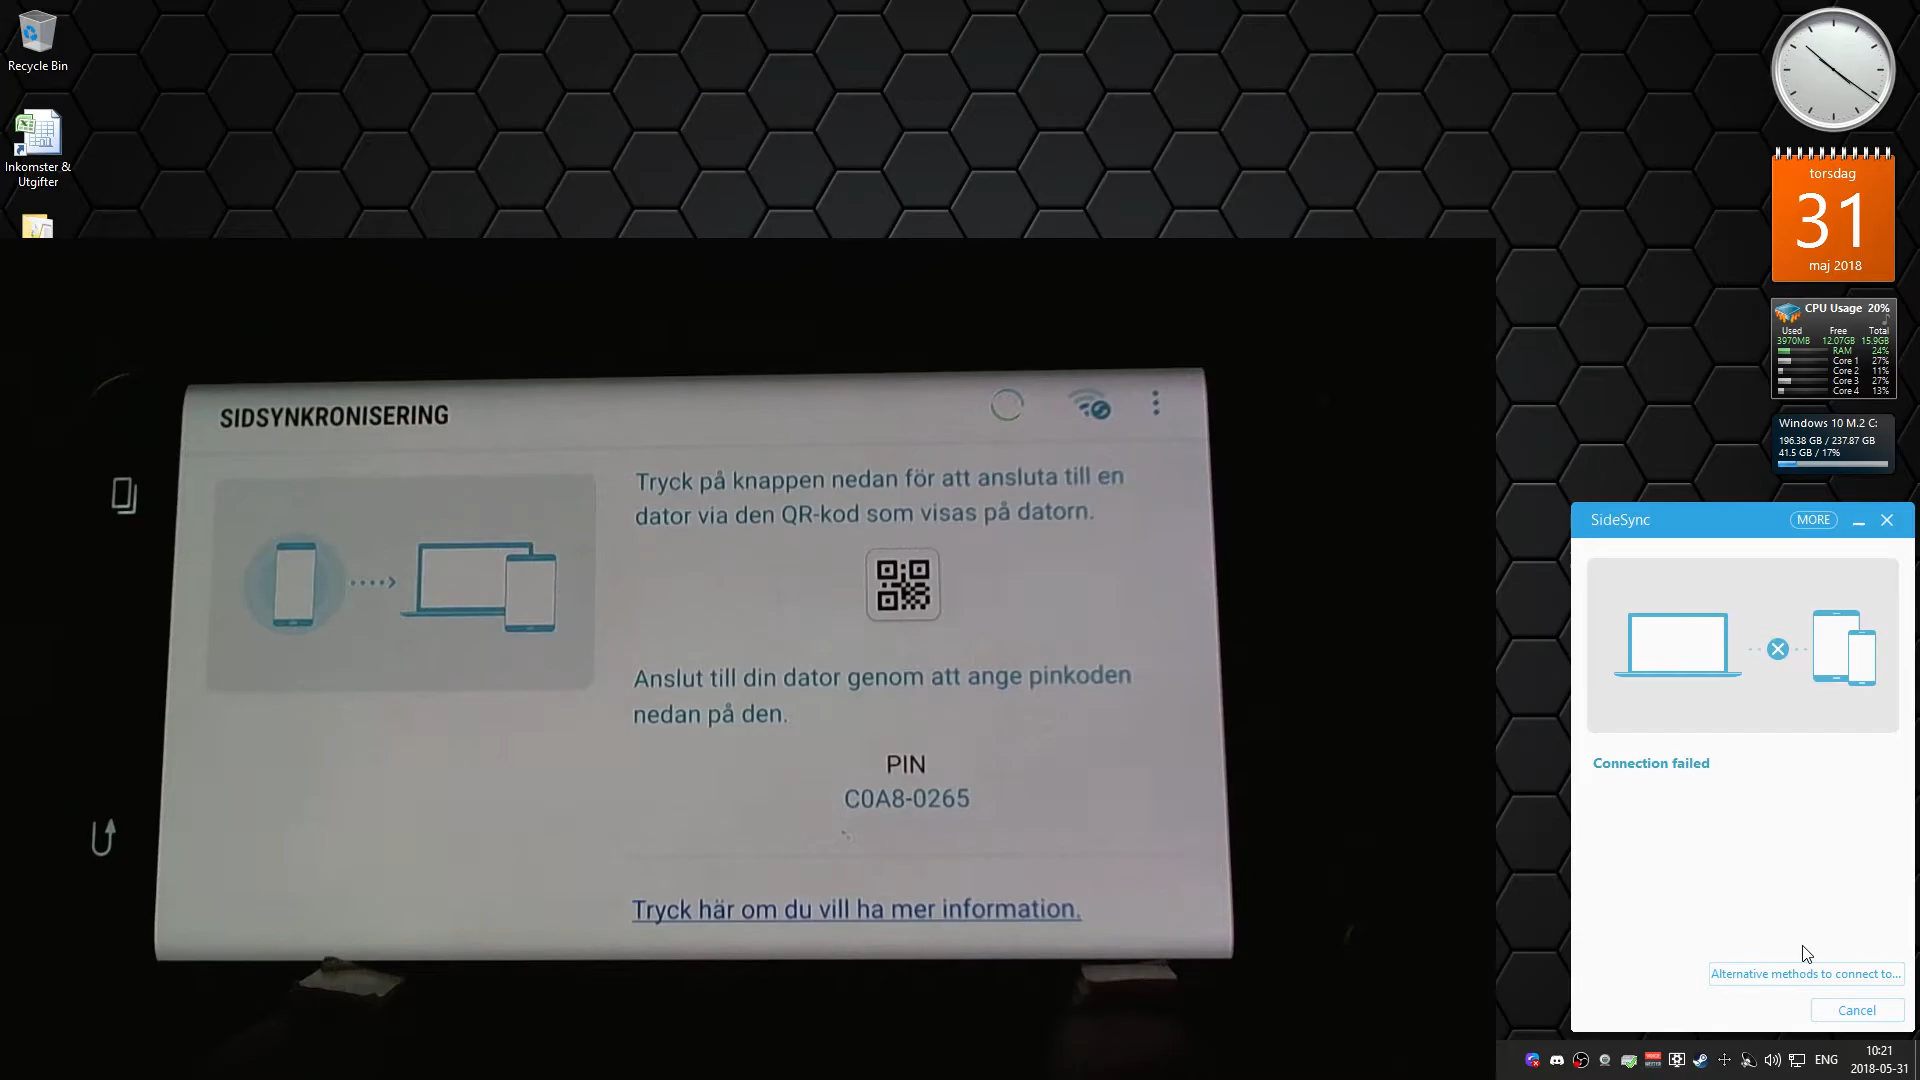 Recycle Bin
Inkomster &
Utgifter
SIDSYNKRONISERING
Tryck på knappen nedan för att ansluta till en
dator via den QR-kod som visas på datorn.
Anslut till din dator genom att ange pinkoden
nedan på den.
PIN
C0A8-0265
Tryck här om du vill ha mer information.
torsdag
31
maj 2018
CPU Usage 20%
Used Free Total
3970MB 12.07GB 15.9GB
RAM 24%
Core 1 27%
Core 2 11%
Core 3 27%
Core 4 13%
Windows 10 M.2 C:
196.38 GB / 237.87 GB
41.5 GB / 17%
SideSync MORE
Connection failed
Alternative methods to connect to...
Cancel
ENG
10:21
2018-05-31